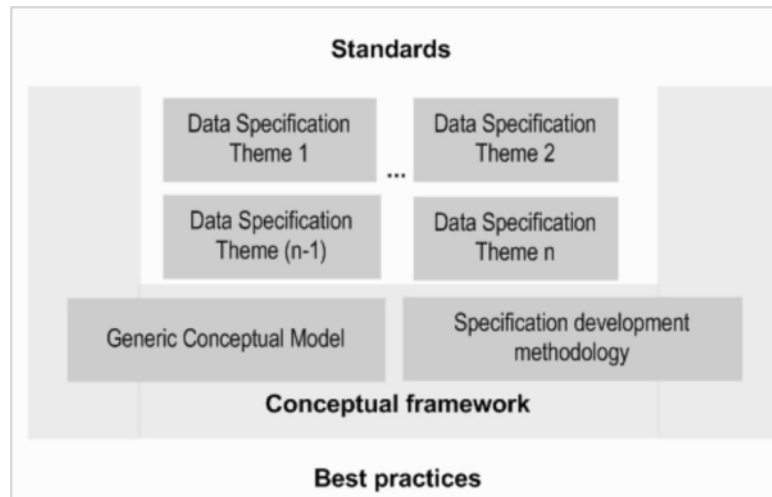 Standards
Data Specification
Theme 1
Data Specification
Theme 2
...
Data Specification
Theme (n-1)
Data Specification
Theme n
Generic Conceptual Model
Specification development
methodology
Conceptual framework
Best practices